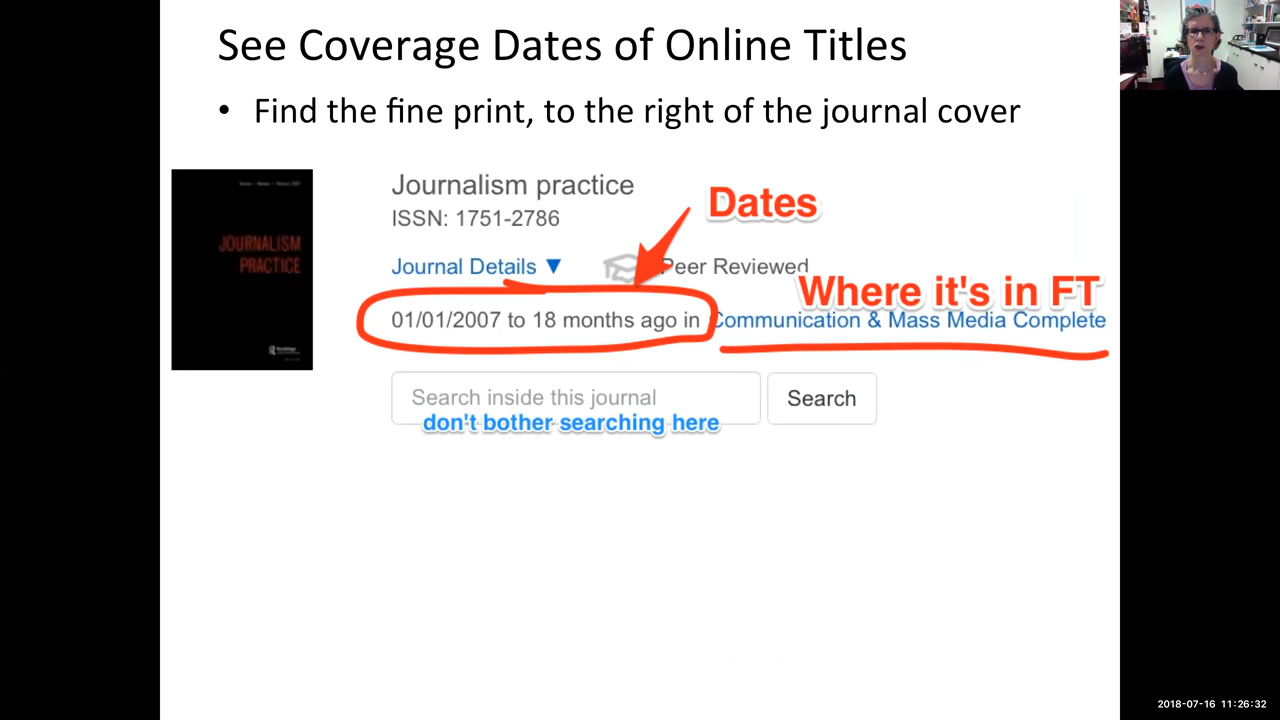 See Coverage Dates of Online Titles
• Find the fine print, to the right of the journal cover
JOURNALISM
PRACTICE
Routledge
Journalism practice
ISSN: 1751-2786
Dates
Journal Details ▼
Peer Reviewed
Where it's in FT
01/01/2007 to 18 months ago in Communication & Mass Media Complete
Search inside this journal
Search
don't bother searching here
2018-07-16 11:26:32